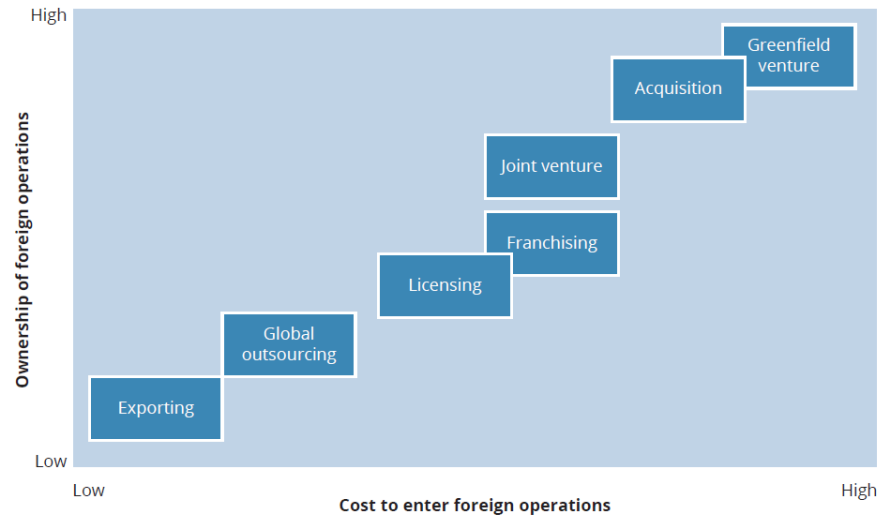 High
Greenfield
venture
Acquisition
Joint venture
Franchising
Licensing
Global
outsourcing
Exporting
Low
Ownership of foreign operations
Low
High
Cost to enter foreign operations